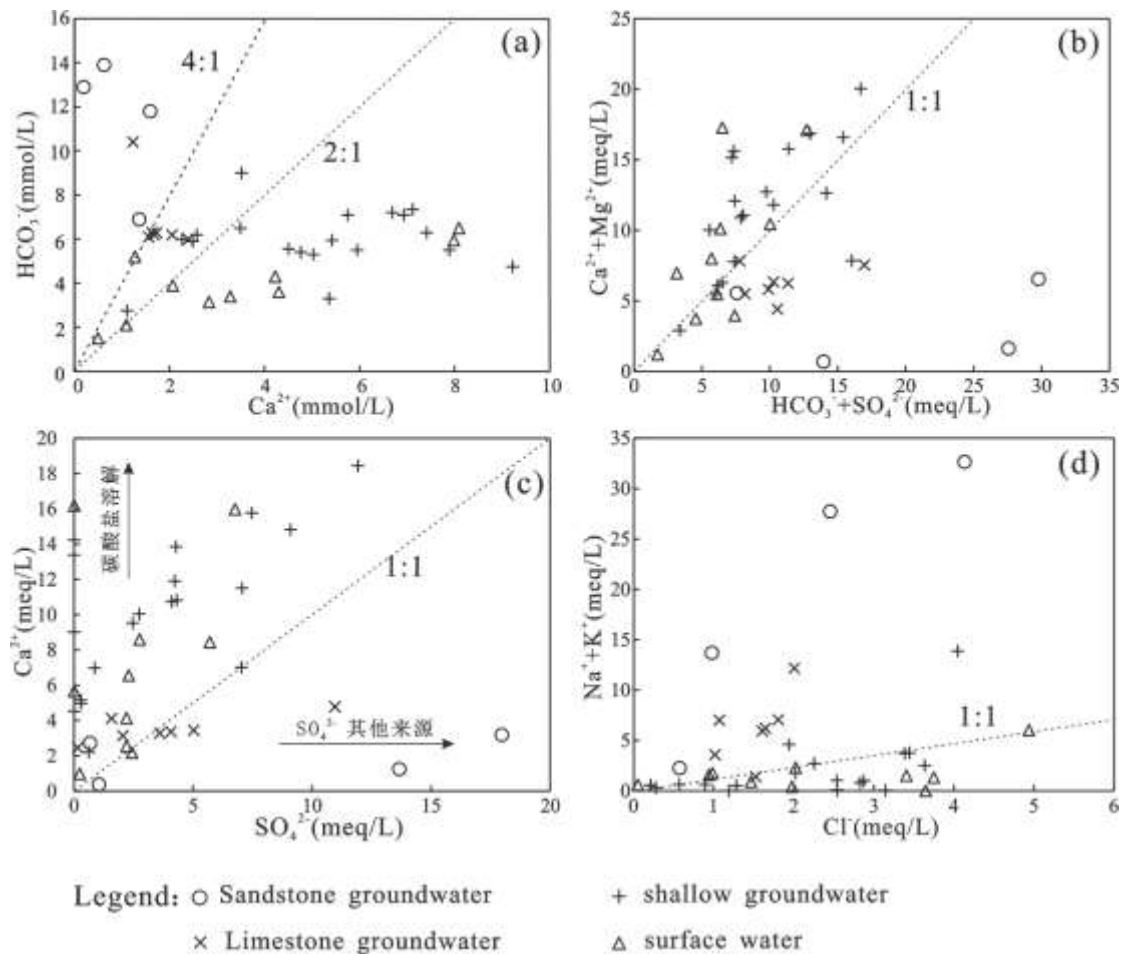 (a)
16
14
12
10
8
6
4
2
0
4:1
2:1
HCO₃⁻(mmol/L)
0 2 4 6 8 10
Ca²⁺(mmol/L)
(b)
25
20
15
10
5
0
1:1
Ca²⁺+Mg²⁺(meq/L)
0 5 10 15 20 25 30 35
HCO₃⁻+SO₄²⁻(meq/L)
(c)
20
18
16
14
12
10
8
6
4
2
0
碳酸盐溶解
1:1
SO₄²⁻ 其他来源
Ca²⁺(meq/L)
0 5 10 15 20
SO₄²⁻(meq/L)
(d)
35
30
25
20
15
10
5
0
1:1
Na⁺+K⁺(meq/L)
0 1 2 3 4 5 6
Cl⁻(meq/L)
Legend: Sandstone groundwater
shallow groundwater
Limestone groundwater
surface water